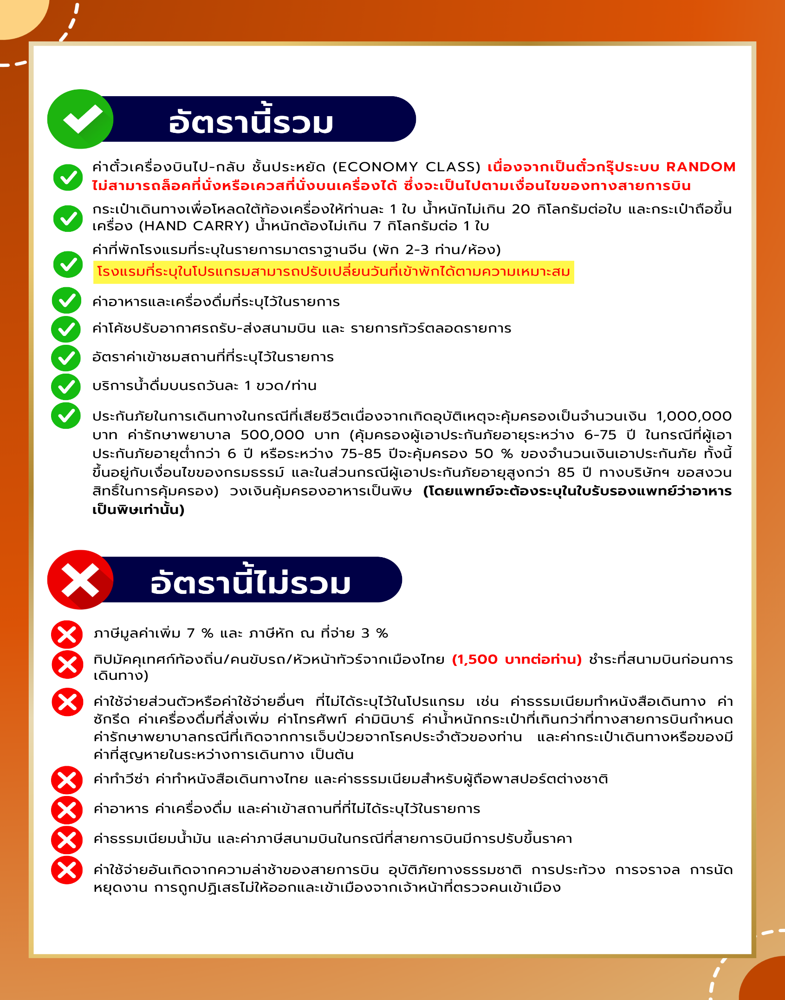 อัตรานี้รวม
ค่าตั๋วเครื่องบินไป-กลับ ชั้นประหยัด (ECONOMY CLASS) เนื่องจากเป็นตั๋วกรุ๊ประบบ RANDOM
ไม่สามารถล็อคที่นั่งหรือเควสที่นั่งบนเครื่องได้ ซึ่งจะเป็นไปตามเงื่อนไขของทางสายการบิน
กระเป๋าเดินทางเพื่อโหลดใต้ท้องเครื่องให้ท่านละ 1 ใบ น้ำหนักไม่เกิน 20 กิโลกรัมต่อใบ และกระเป๋าถือขึ้น
เครื่อง (HAND CARRY) น้ำหนักต้องไม่เกิน 7 กิโลกรัมต่อ 1 ใบ
ค่าที่พักโรงแรมที่ระบุในรายการมาตราฐานจีน (พัก 2-3 ท่าน/ห้อง)
โรงแรมที่ระบุในโปรแกรมสามารถปรับเปลี่ยนวันที่เข้าพักได้ตามความเหมาะสม
ค่าอาหารและเครื่องดื่มที่ระบุไว้ในรายการ
ค่าโค้ชปรับอากาศรถรับ-ส่งสนามบิน และ รายการทัวร์ตลอดรายการ
อัตราค่าเข้าชมสถานที่ที่ระบุไว้ในรายการ
บริการน้ำดื่มบนรถวันละ 1 ขวด/ท่าน
ประกันภัยในการเดินทางในกรณีที่เสียชีวิตเนื่องจากเกิดอุบัติเหตุจะคุ้มครองเป็นจำนวนเงิน 1,000,000
บาท ค่ารักษาพยาบาล 500,000 บาท (คุ้มครองผู้เอาประกันภัยอายุระหว่าง 6-75 ปี ในกรณีที่ผู้เอา
ประกันภัยอายุต่ำกว่า 6 ปี หรือระหว่าง 75-85 ปีจะคุ้มครอง 50 % ของจำนวนเงินเอาประกันภัย ทั้งนี้
ขึ้นอยู่กับเงื่อนไขของกรมธรรม์ และในส่วนกรณีผู้เอาประกันภัยอายุสูงกว่า 85 ปี ทางบริษัทฯ ขอสงวน
สิทธิ์ในการคุ้มครอง) วงเงินคุ้มครองอาหารเป็นพิษ (โดยแพทย์จะต้องระบุในใบรับรองแพทย์ว่าอาหาร
เป็นพิษเท่านั้น)
อัตรานี้ไม่รวม
ภาษีมูลค่าเพิ่ม 7 % และ ภาษีหัก ณ ที่จ่าย 3 %
ทิปมัคคุเทศก์ท้องถิ่น/คนขับรถ/หัวหน้าทัวร์จากเมืองไทย (1,500 บาทต่อท่าน) ชำระที่สนามบินก่อนการ
เดินทาง)
ค่าใช้จ่ายส่วนตัวหรือค่าใช้จ่ายอื่นๆ ที่ไม่ได้ระบุไว้ในโปรแกรม เช่น ค่าธรรมเนียมทำหนังสือเดินทาง ค่า
ซักรีด ค่าเครื่องดื่มที่สั่งเพิ่ม ค่าโทรศัพท์ ค่ามินิบาร์ ค่าน้ำหนักกระเป๋าที่เกินกว่าที่ทางสายการบินกำหนด
ค่ารักษาพยาบาลกรณีที่เกิดจากการเจ็บป่วยจากโรคประจำตัวของท่าน และค่ากระเป๋าเดินทางหรือของมี
ค่าที่สูญหายในระหว่างการเดินทาง เป็นต้น
ค่าทำวีซ่า ค่าทำหนังสือเดินทางไทย และค่าธรรมเนียมสำหรับผู้ถือพาสปอร์ตต่างชาติ
ค่าอาหาร ค่าเครื่องดื่ม และค่าเข้าสถานที่ที่ไม่ได้ระบุไว้ในรายการ
ค่าธรรมเนียมน้ำมัน และค่าภาษีสนามบินในกรณีที่สายการบินมีการปรับขึ้นราคา
ค่าใช้จ่ายอันเกิดจากความล่าช้าของสายการบิน อุบัติภัยทางธรรมชาติ การประท้วง การจราจล การนัด
หยุดงาน การถูกปฏิเสธไม่ให้ออกและเข้าเมืองจากเจ้าหน้าที่ตรวจคนเข้าเมือง